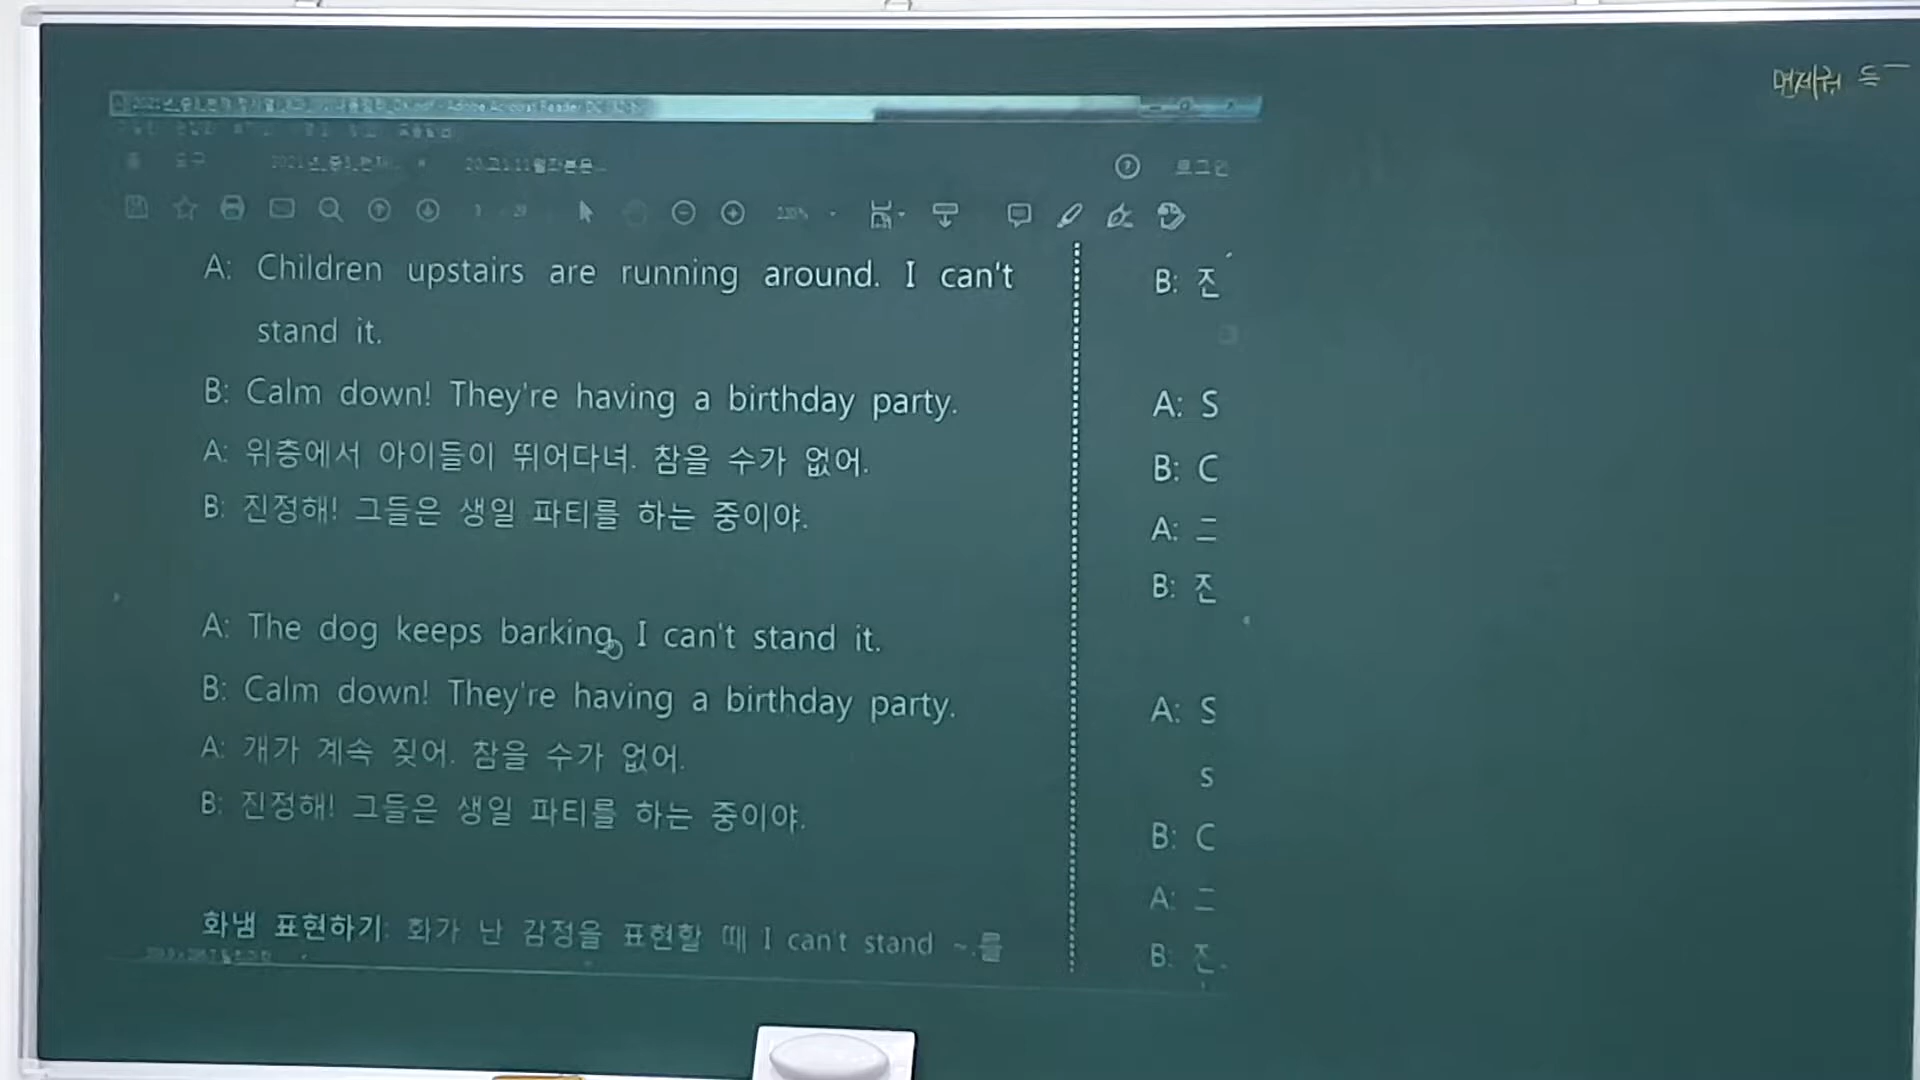 로그인
A: Children upstairs are running around. I can't
stand it.
B: Calm down! They're having a birthday party.
A: 위층에서 아이들이 뛰어다녀. 참을 수가 없어.
B: 진정해! 그들은 생일 파티를 하는 중이야.
A: The dog keeps barking. I can't stand it.
B: Calm down! They're having a birthday party.
A: 개가 계속 짖어. 참을 수가 없어.
B: 진정해! 그들은 생일 파티를 하는 중이야.
화냄 표현하기: 화가 난 감정을 표현할 때 I can't stand ~.를
B: 진
A: S
B: C
A: 그
B: 진
A: S
S
B: C
A: 그
B: 진